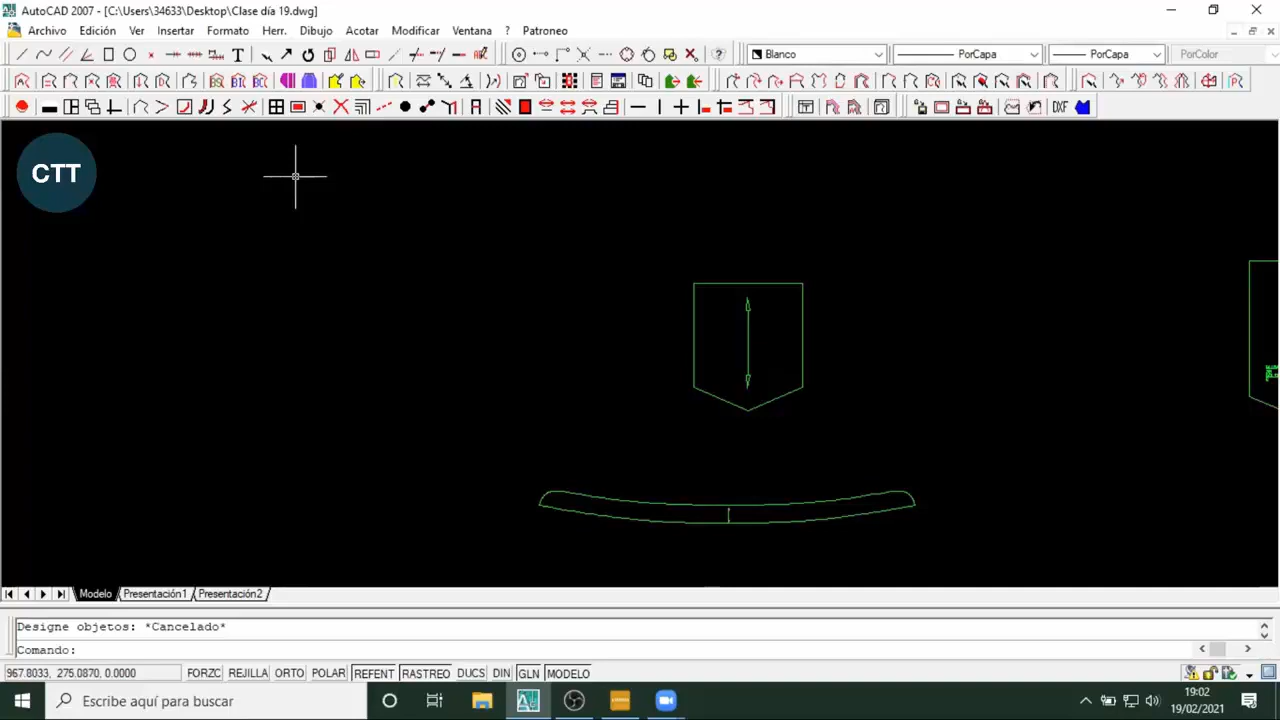 AutoCAD 2007 - [C:\Users\34633\Desktop\Clase día 19.dwg]
Archivo Edición Ver Insertar Formato Herr. Dibujo Acotar Modificar Ventana ? Patroneo
Blanco PorCapa PorCapa PorColor
DXF
CTT
Modelo Presentación1 Presentación2
Designe objetos: *Cancelado*
Comando:
967.8033, 275.0870, 0.0000 FORZC REJILLA ORTO POLAR REFENT RASTREO DUCS DIN GLN MODELO
Escribe aquí para buscar
19:02
19/02/2021